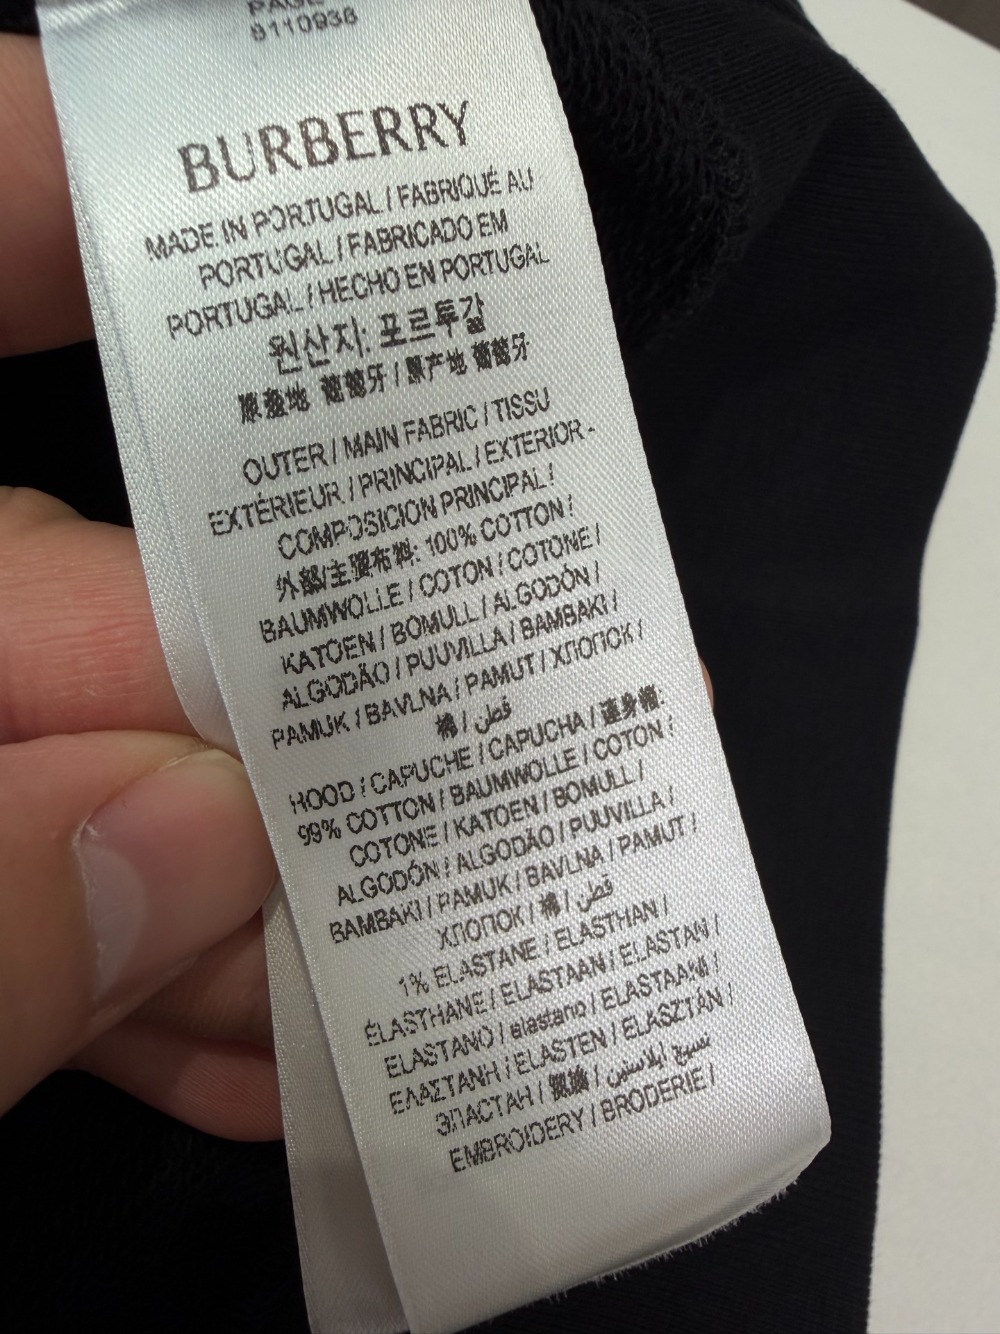 8110938
BURBERRY
MADE IN PORTUGAL / FABRIQUÉ AU
PORTUGAL / FABRICADO EM
PORTUGAL / HECHO EN PORTUGAL
원산지: 포르투갈
原產地 葡萄牙 / 原产地 葡萄牙
OUTER / MAIN FABRIC / TISSU
EXTÉRIEUR / PRINCIPAL / EXTERIOR -
COMPOSICION PRINCIPAL /
外部/主要布料: 100% COTTON /
BAUMWOLLE / COTON / COTONE /
KATOEN / BOMULL / ALGODÓN /
ALGODÃO / PUUVILLA / BAMBAKI /
PAMUK / BAVLNA / PAMUT / ХЛОПОК /
棉 / قطن
HOOD / CAPUCHE / CAPUCHA / 連身帽:
99% COTTON / BAUMWOLLE / COTON /
COTONE / KATOEN / BOMULL /
ALGODÓN / ALGODÃO / PUUVILLA /
BAMBAKI / PAMUK / BAVLNA / PAMUT /
ХЛОПОК / 棉 / قطن
1% ELASTANE / ELASTHAN /
ÉLASTHANE / ELASTAAN / ELASTAN /
ELASTANO / elastano / ELASTAANI /
ΕΛΑΣΤΑΝΗ / ELASTEN / ELASZTÁN /
ЭЛАСТАН / نسيج ايلاستين /
EMBROIDERY / BRODERIE /